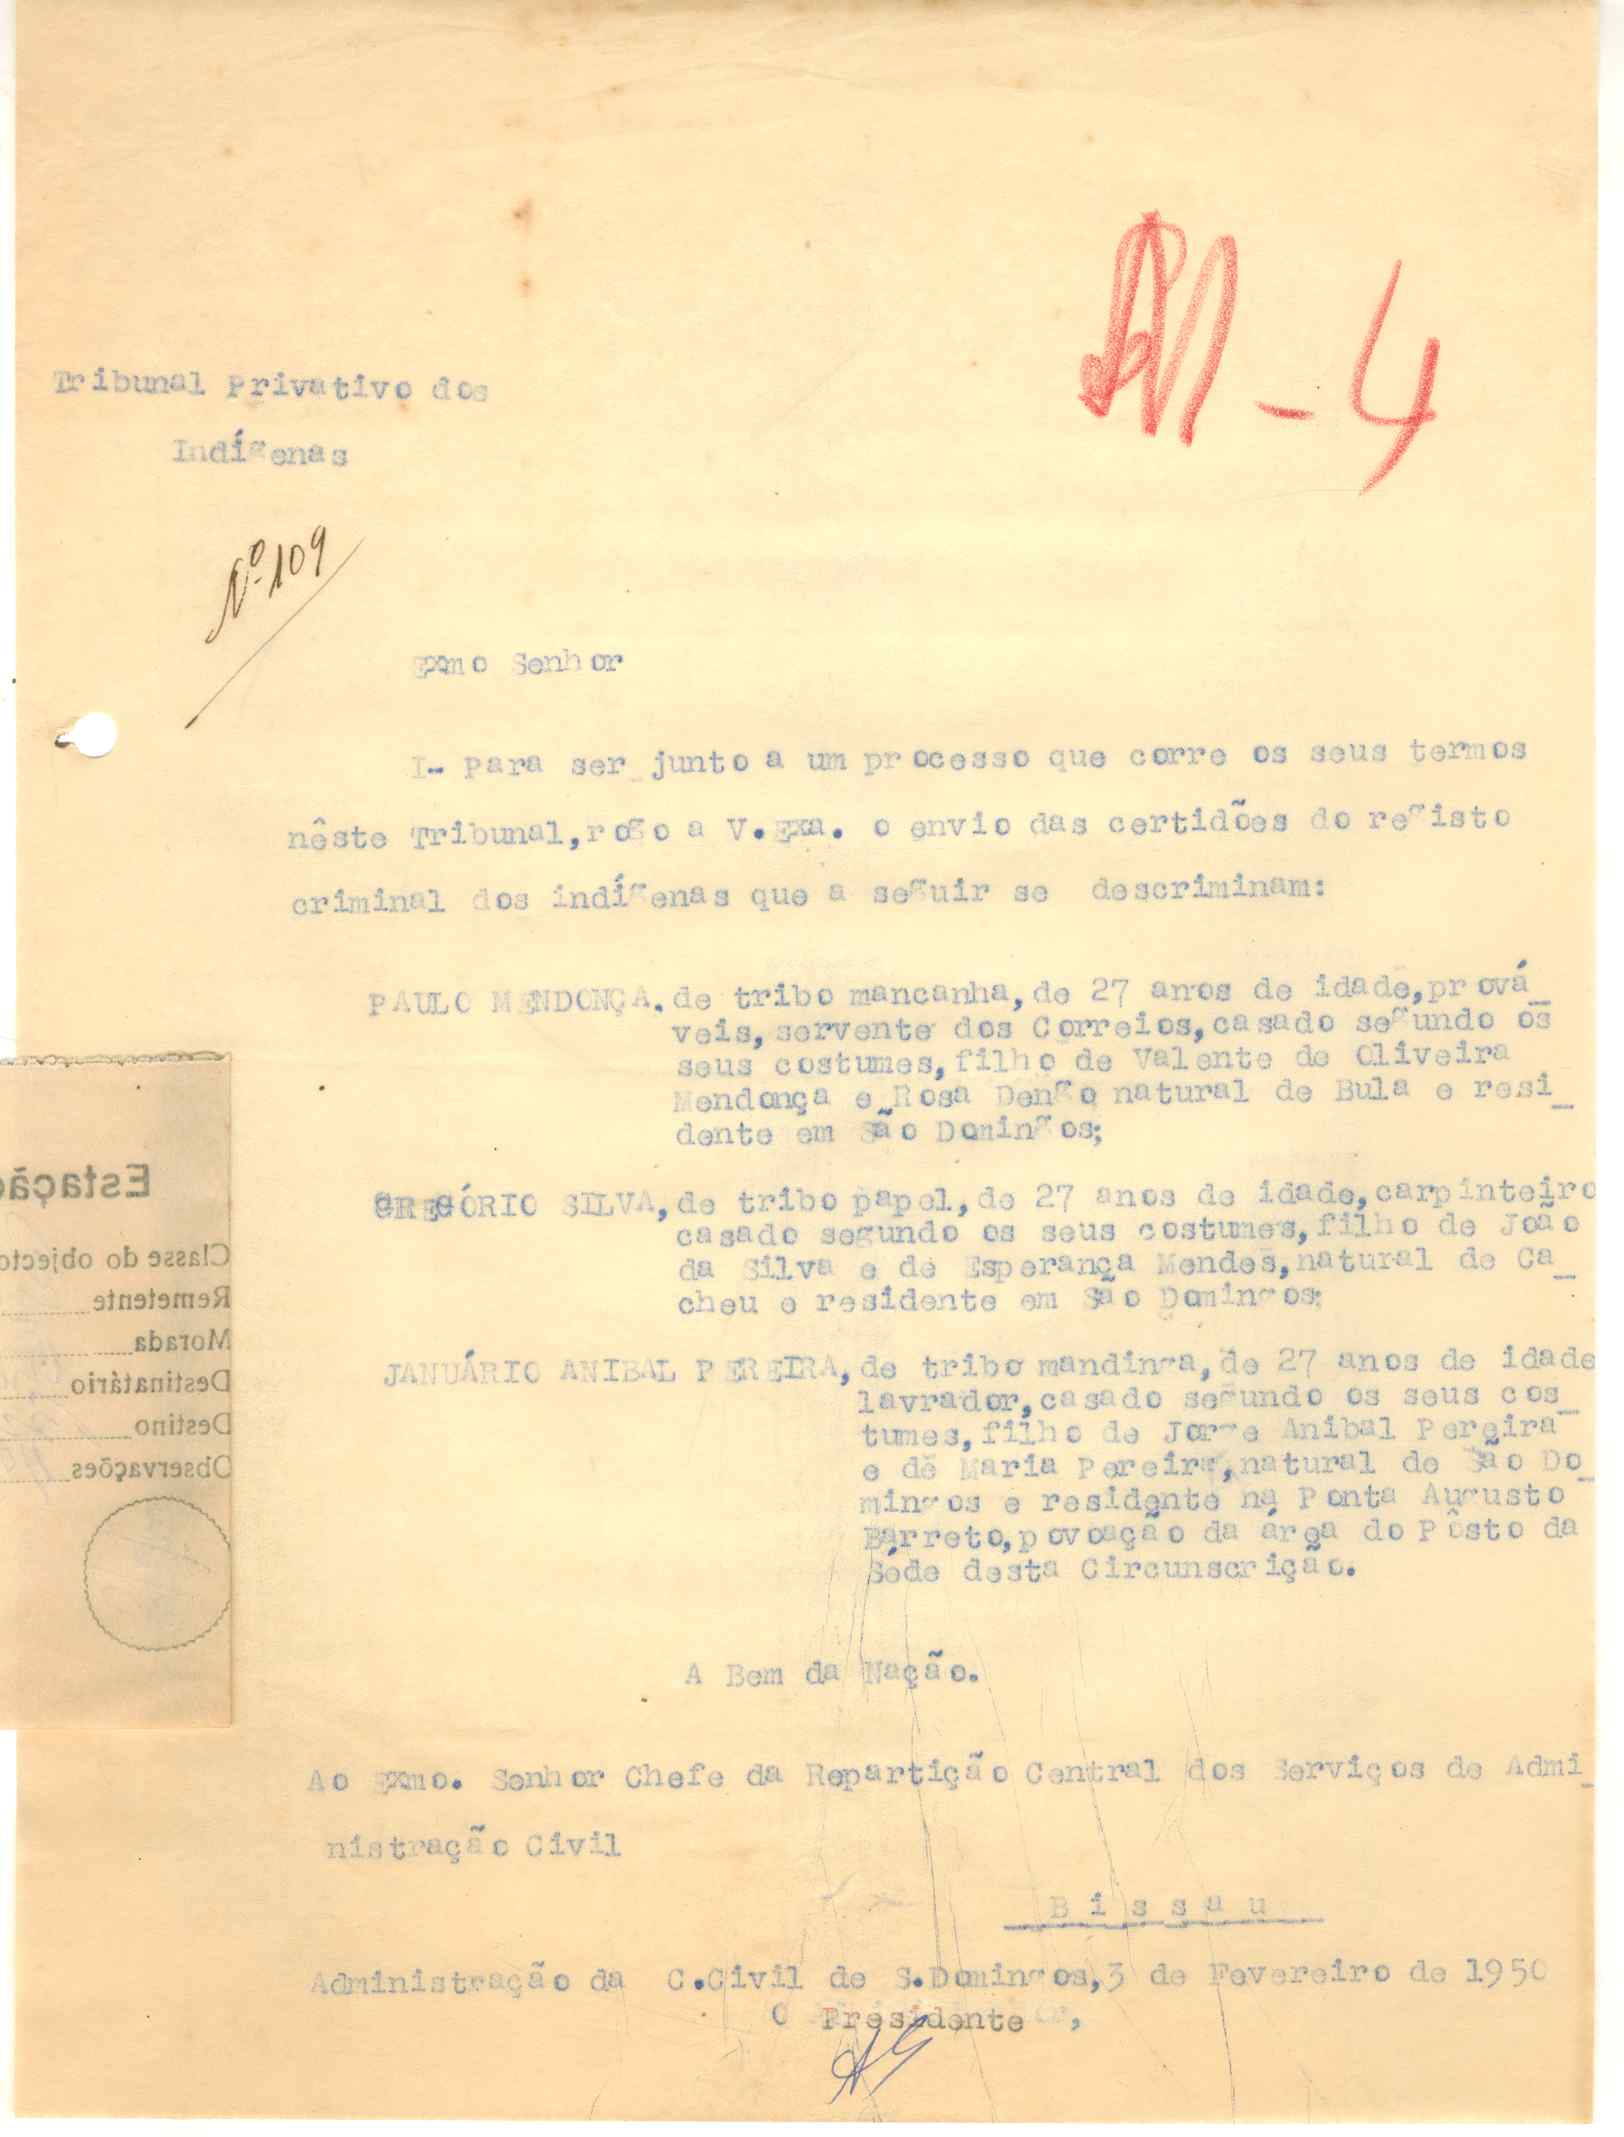 Tribunal Privativo dos
Indígenas
Nº 109
- 4
Exmo Senhor
I- Para ser junto a um processo que corre os seus termos
nêste Tribunal,rogo a V.Exa. o envio das certidões do registo
criminal dos indígenas que a seguir se descriminam:
PAULO MENDONÇA.de tribo mancanha,de 27 anos de idade,prová_
veis,servente dos Correios,casado segundo os
seus costumes,filho de Valente de Oliveira
Mendonça e Rosa Dengo natural de Bula e resi_
dente em São Domingos;
GREGÓRIO SILVA,de tribo papel,de 27 anos de idade,carpinteiro
casado segundo os seus costumes,filho de João
da Silva e de Esperança Mendes,natural de Ca_
cheu e residente em São Domingos;
JANUÁRIO ANIBAL PEREIRA,de tribo mandinga,de 27 anos de idade
lavrador,casado segundo os seus cos_
tumes,filho de Jorge Anibal Pereira
e de Maria Pereira,natural de São Do_
mingos e residente na Ponta Augusto
Barreto,povoação da área do Pôsto da
Séde desta Circunscrição.
Estação
Classe do objecto
Remetente
Morada
Destinatário
Destino
Observações
A Bem da Nação.
Ao Exmo. Senhor Chefe da Repartição Central dos Serviços de Admi_
nistração Civil
B i s s a u
Administração da C.Civil de S.Domingos,3 de Fevereiro de 1950
O Presidente ,